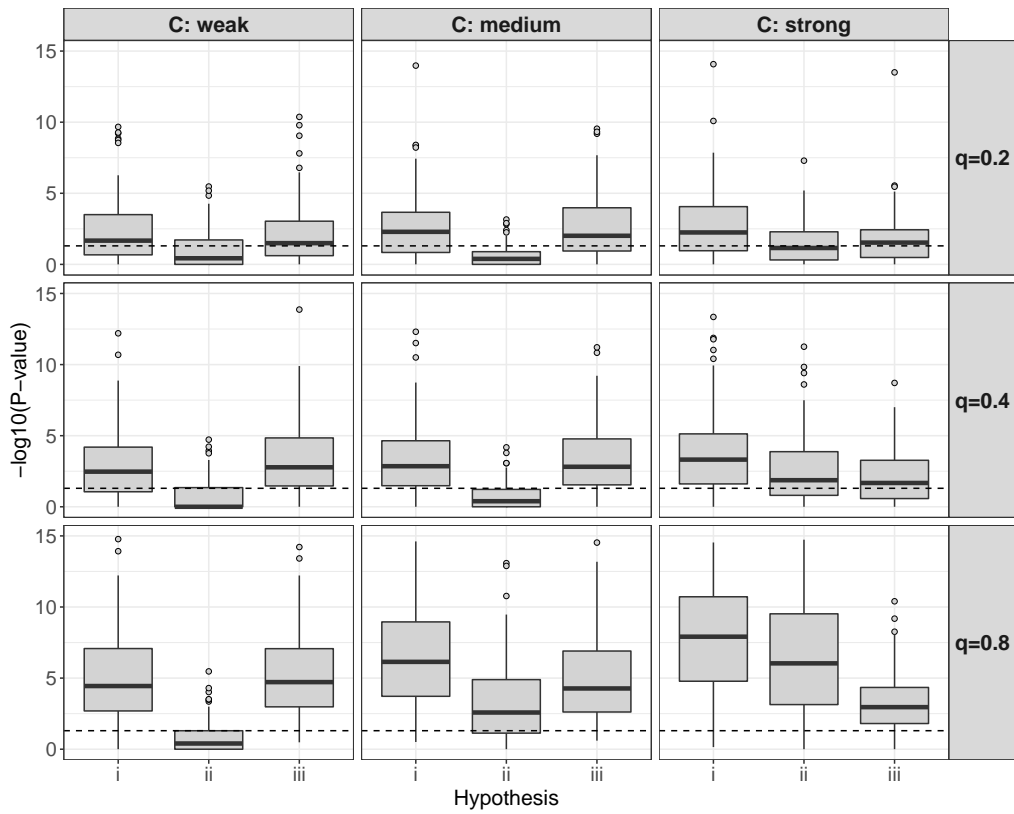 C: weak
C: medium
C: strong
15
10
5
0
q=0.2
15
10
5
0
q=0.4
15
10
5
0
q=0.8
−log10(P−value)
i
ii
iii
i
ii
iii
i
ii
iii
Hypothesis